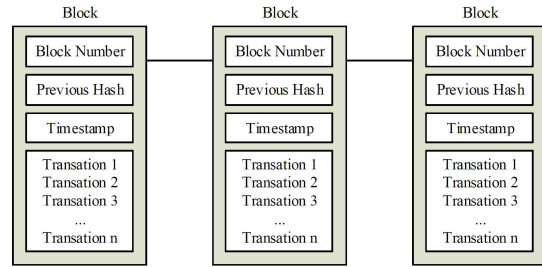 Block
Block Number
Previous Hash
Timestamp
Transation 1
Transation 2
Transation 3
...
Transation n
Block
Block Number
Previous Hash
Timestamp
Transation 1
Transation 2
Transation 3
...
Transation n
Block
Block Number
Previous Hash
Timestamp
Transation 1
Transation 2
Transation 3
...
Transation n